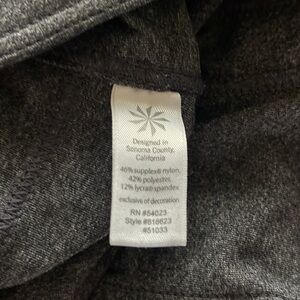 Designed in
Sonoma County,
California
46% supplex® nylon,
42% polyester,
12% lycra® spandex
exclusive of decoration
RN #54023
Style #818623
#51033